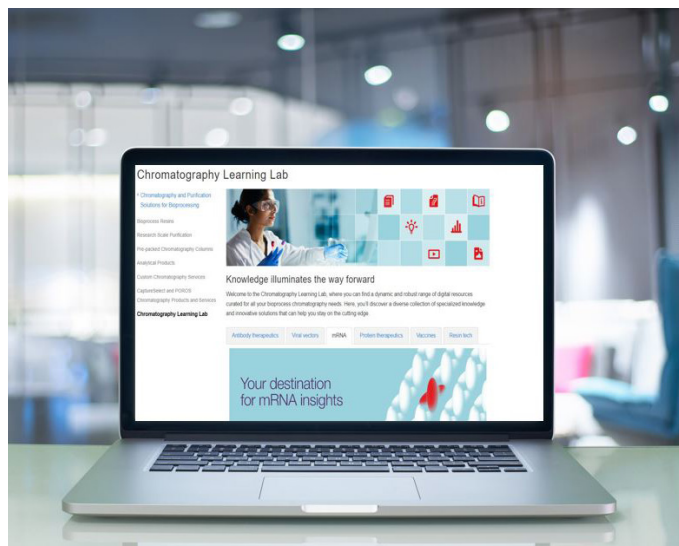 Chromatography Learning Lab
‹ Chromatography and Purification
Solutions for Bioprocessing
Bioprocess Resins
Research Scale Purification
Pre-packed Chromatography Columns
Analytical Products
Custom Chromatography Services
CaptureSelect and POROS
Chromatography Products and Services
Chromatography Learning Lab
Knowledge illuminates the way forward
Welcome to the Chromatography Learning Lab, where you can find a dynamic and robust range of digital resources
curated for all your bioprocess chromatography needs. Here, you'll discover a diverse collection of specialized knowledge
and innovative solutions that can help you stay on the cutting edge.
Antibody therapeutics Viral vectors mRNA Protein therapeutics Vaccines Resin tech
Your destination
for mRNA insights